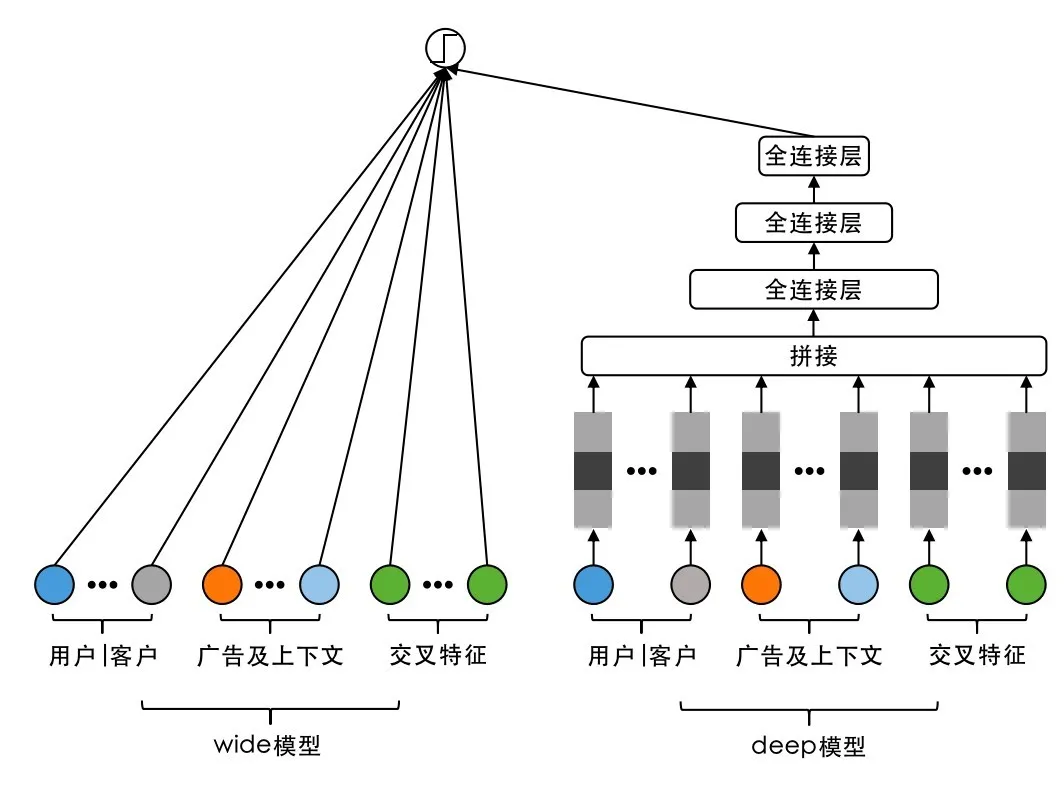 全连接层
全连接层
全连接层
拼接
用户|客户
广告及上下文
交叉特征
用户|客户
广告及上下文
交叉特征
wide模型
deep模型